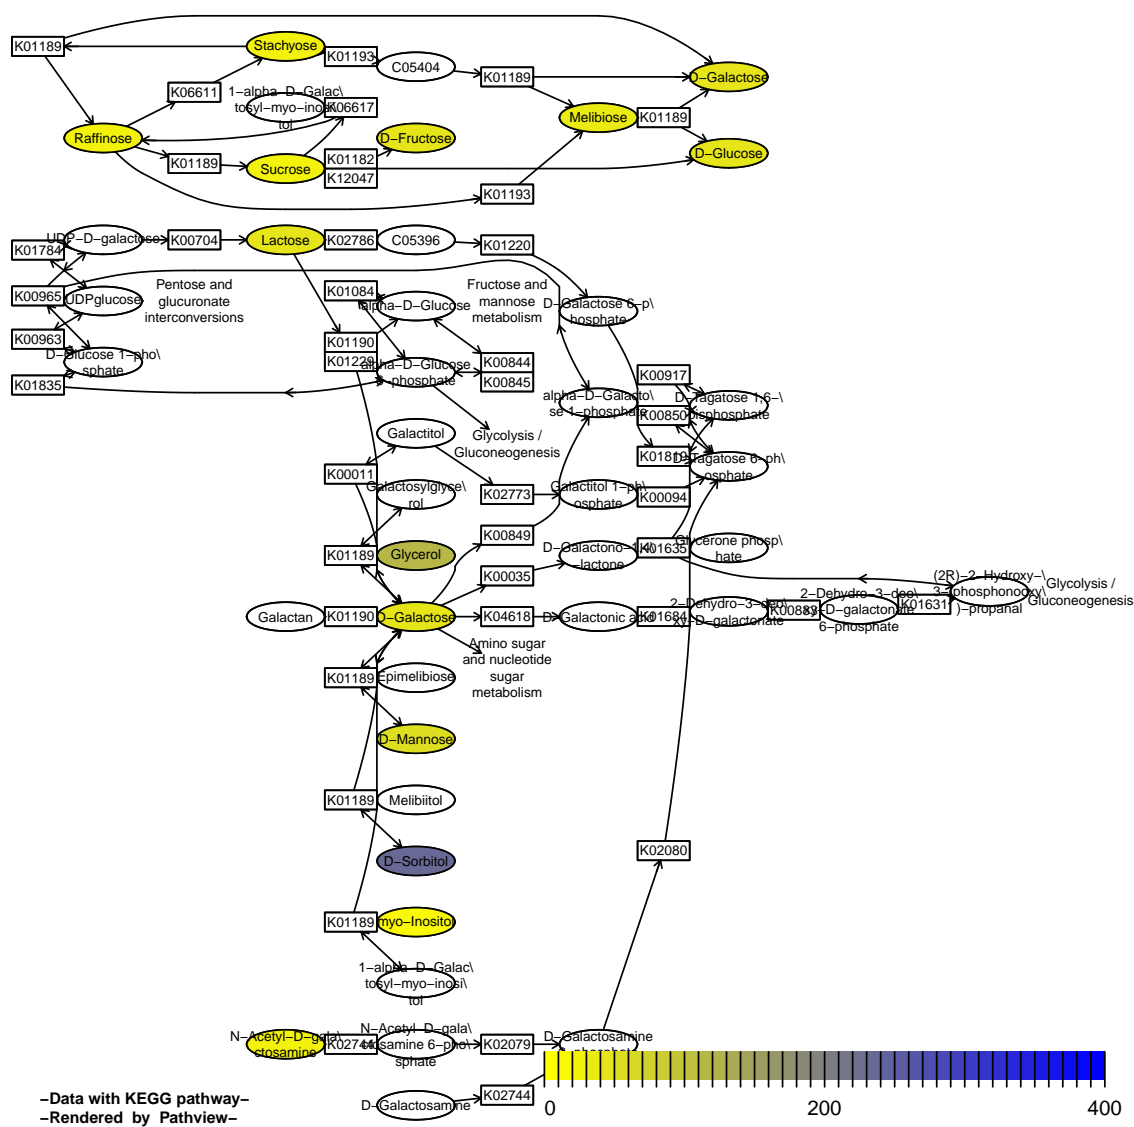 K01189
Stachyose
K01193
C05404
K01189
D-Galactose
K06611
1-alpha-D-Galac\
tosyl-myo-inosi\
tol
K06617
Melibiose
K01189
Raffinose
D-Fructose
K01189
Sucrose
K01182
K12047
D-Glucose
K01193
K01784
UDP-D-galactose
K00704
Lactose
K02786
C05396
K01220
K00965
UDPglucose
Pentose and
glucuronate
interconversions
K01084
alpha-D-Glucose
Fructose and
mannose
metabolism
D-Galactose 6-p\
hosphate
K00963
D-Glucose 1-pho\
sphate
K01835
K01190
K01229
alpha-D-Glucose
phosphate
K00844
K00845
alpha-D-Galacto\
se 1-phosphate
K00917
K00850
D-Tagatose 1,6-\
bisphosphate
Galactitol
Glycolysis /
Gluconeogenesis
K01819
D-Tagatose 6-ph\
osphate
K00011
Galactosylglyce\
rol
K02773
Galactitol 1-ph\
osphate
K00094
K00849
K01189
Glycerol
D-Galactono-1,4\
-lactone
K01635
Glycerone phosp\
hate
K00035
(2R)-2-Hydroxy-\
3-(phosphonooxy\
)-propanal
Glycolysis /
Gluconeogenesis
Galactan
K01190
D-Galactose
K04618
D-Galactonic acid
K01684
2-Dehydro-3-deo\
xy-D-galactonate
K00883
2-Dehydro-3-deo\
xy-D-galactonate
6-phosphate
K01631
Amino sugar
and nucleotide
sugar
metabolism
K01189
Epimelibiose
D-Mannose
K01189
Melibiitol
K02080
D-Sorbitol
K01189
myo-Inositol
1-alpha-D-Galac\
tosyl-myo-inosi\
tol
N-Acetyl-D-gala\
ctosamine
K02744
N-Acetyl-D-gala\
ctosamine 6-pho\
sphate
K02079
D-Galactosamine
D-Galactosamine
K02744
0
200
400
-Data with KEGG pathway-
-Rendered by Pathview-